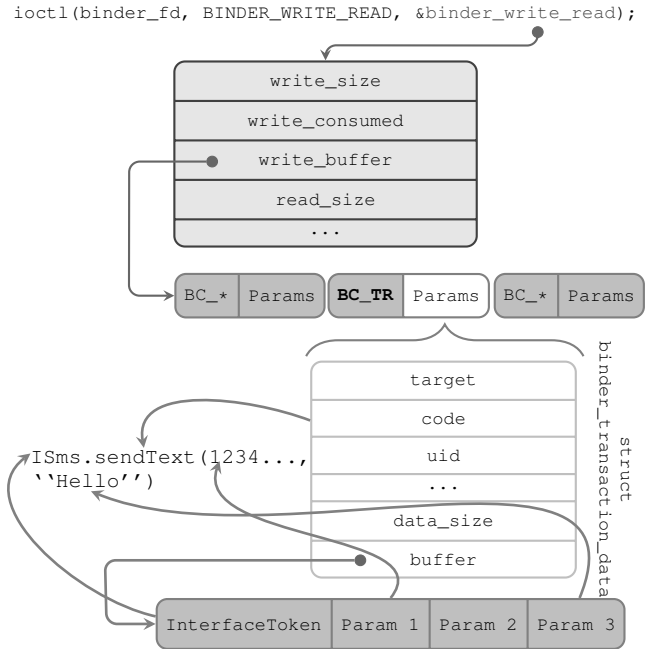 ioctl(binder_fd, BINDER_WRITE_READ, &binder_write_read);
write_size
write_consumed
write_buffer
read_size
...
BC_* Params BC_TR Params BC_* Params
target
code
uid
...
data_size
buffer
struct
binder_transaction_data
ISms.sendText(1234...,
‘‘Hello’’)
InterfaceToken Param 1 Param 2 Param 3